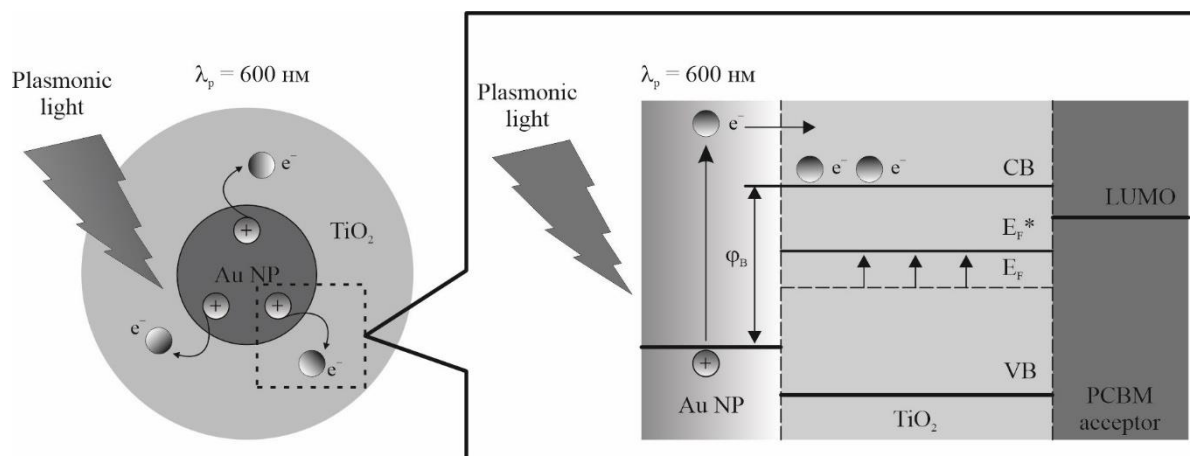 λp = 600 нм
Plasmonic
light
e⁻
TiO₂
+
Au NP
+
+
e⁻
e⁻
λp = 600 нм
Plasmonic
light
e⁻
e⁻
e⁻
CB
LUMO
E_F*
φ_B
E_F
+
VB
Au NP
TiO₂
PCBM
acceptor